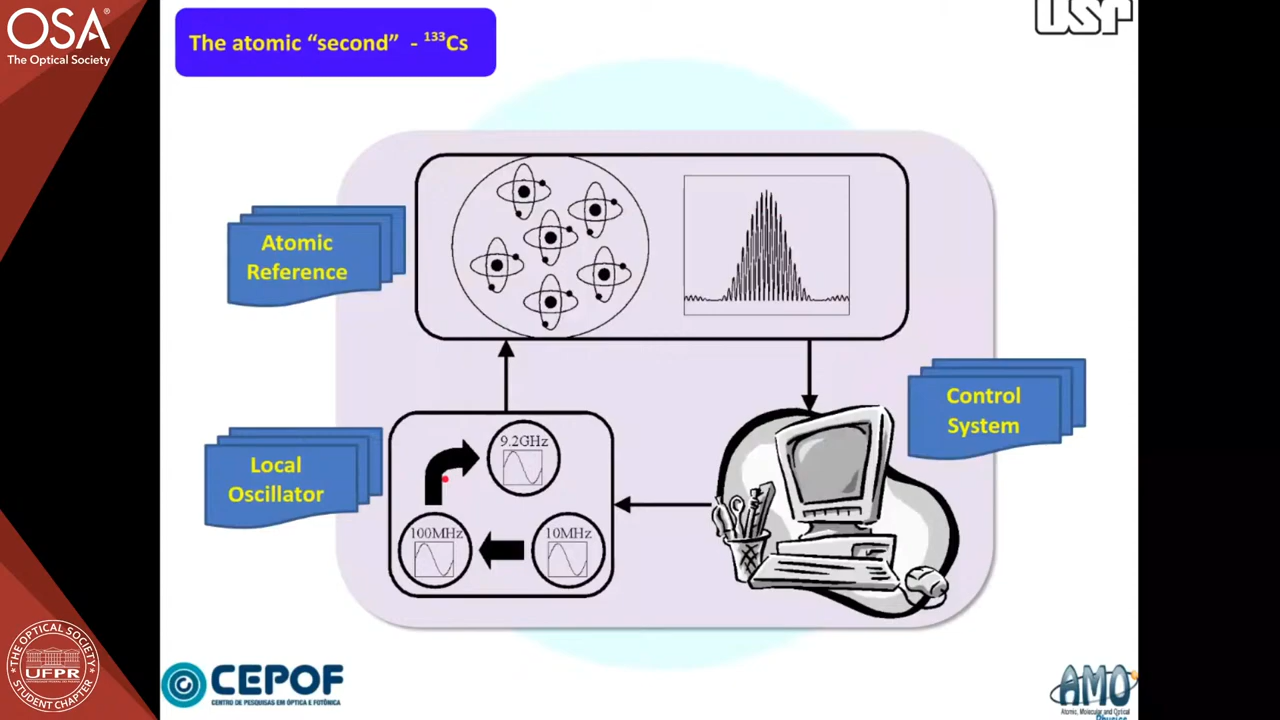 OSA®
The Optical Society
The atomic “second” - ¹³³Cs
USP
Atomic
Reference
Control
System
Local
Oscillator
9.2GHz
100MHz
10MHz
THE OPTICAL SOCIETY
UFPR
STUDENT CHAPTER
CEPOF
CENTRO DE PESQUISAS EM ÓPTICA E FOTÔNICA
AMO
Atomic, Molecular and Optical
Physics